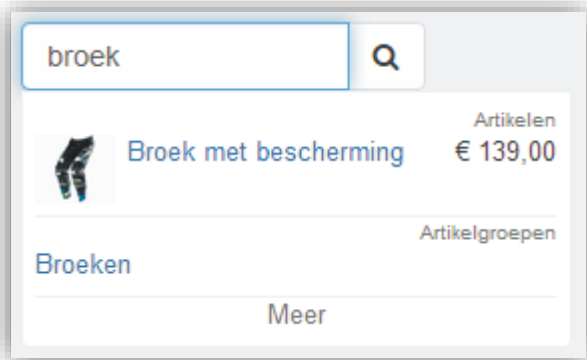 broek
Artikelen
Broek met bescherming € 139,00
Artikelgroepen
Broeken
Meer